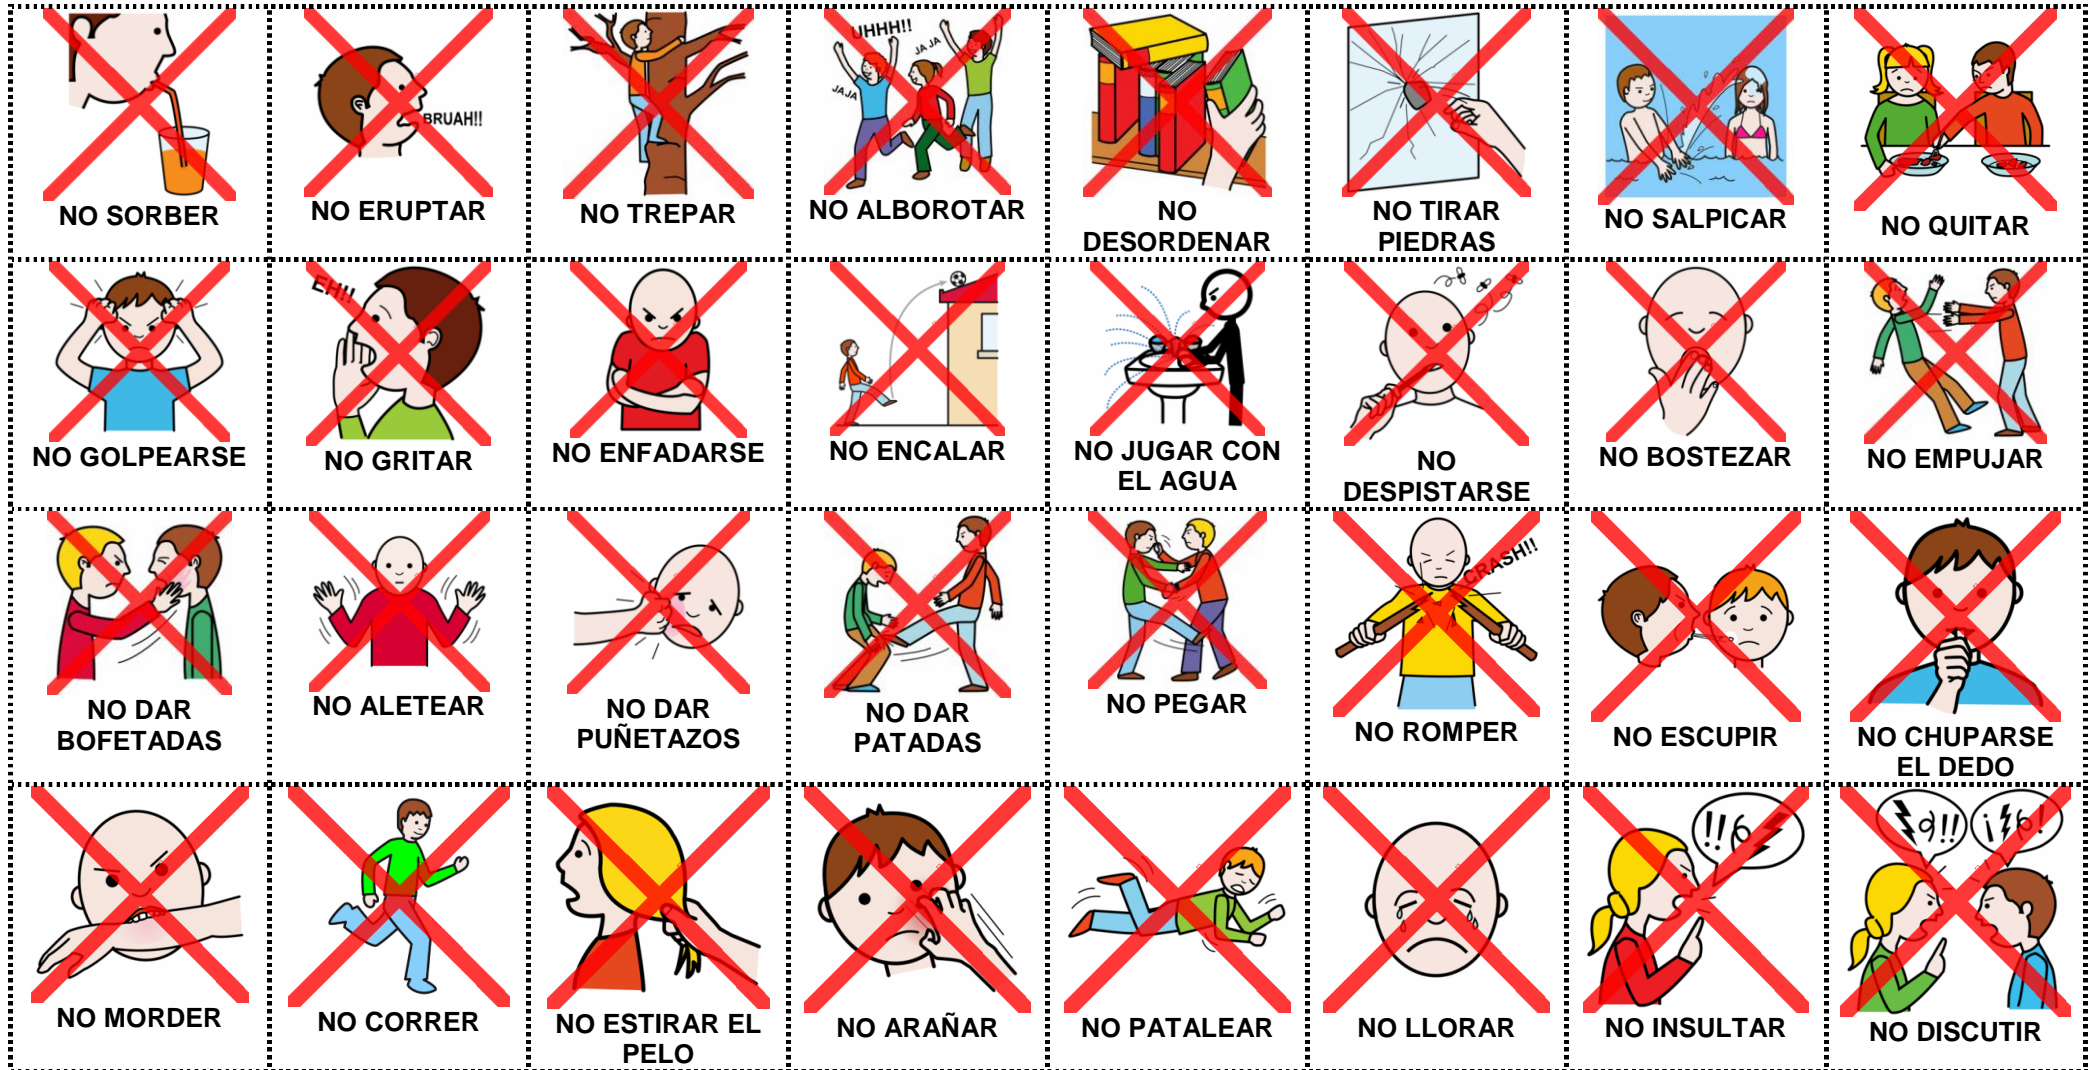 BRUAH!!
UHHH!!
JA JA
JAJA
NO SORBER
NO ERUPTAR
NO TREPAR
NO ALBOROTAR
NO
DESORDENAR
NO TIRAR
PIEDRAS
NO SALPICAR
NO QUITAR
EH!!
NO GOLPEARSE
NO GRITAR
NO ENFADARSE
NO ENCALAR
NO JUGAR CON
EL AGUA
NO
DESPISTARSE
NO BOSTEZAR
NO EMPUJAR
CRASH!!
NO DAR
BOFETADAS
NO ALETEAR
NO DAR
PUÑETAZOS
NO DAR
PATADAS
NO PEGAR
NO ROMPER
NO ESCUPIR
NO CHUPARSE
EL DEDO
NO MORDER
NO CORRER
NO ESTIRAR EL
PELO
NO ARAÑAR
NO PATALEAR
NO LLORAR
NO INSULTAR
NO DISCUTIR